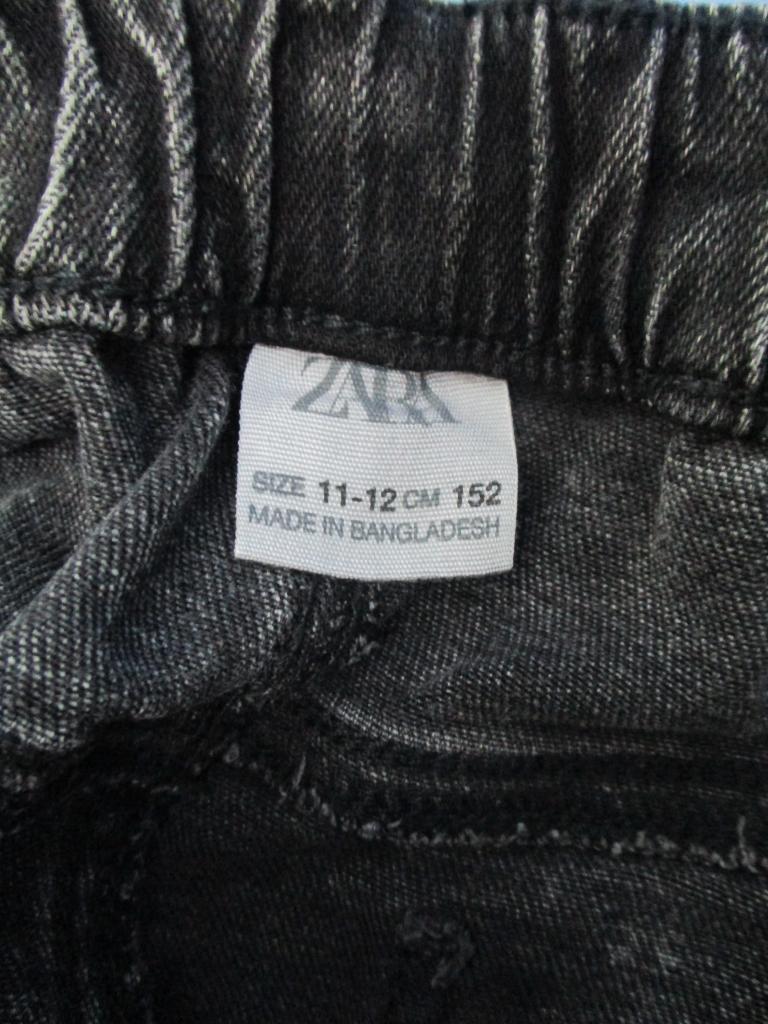 ZARA
SIZE 11-12 CM 152
MADE IN BANGLADESH